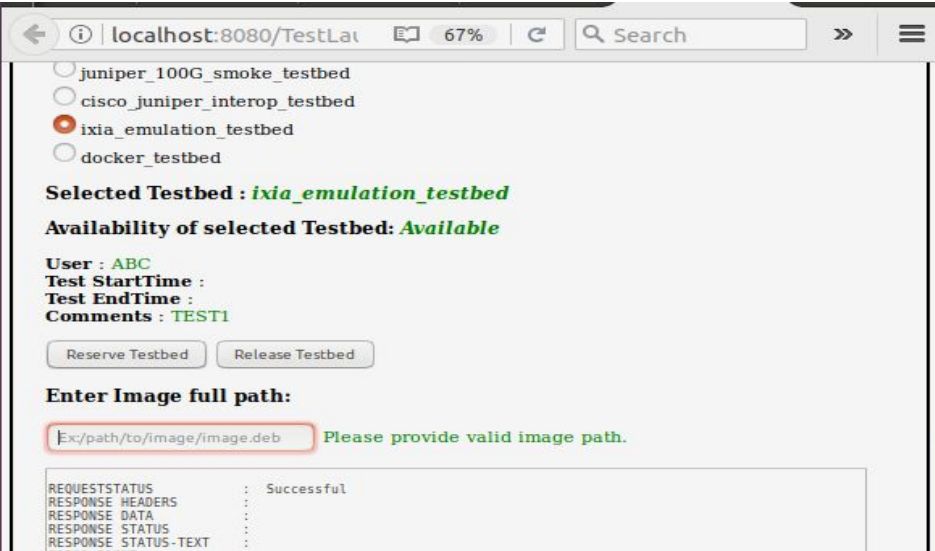 localhost:8080/TestLau 67% Search
juniper_100G_smoke_testbed
cisco_juniper_interop_testbed
ixia_emulation_testbed
docker_testbed
Selected Testbed : ixia_emulation_testbed
Availability of selected Testbed: Available
User : ABC
Test StartTime :
Test EndTime :
Comments : TEST1
Reserve Testbed Release Testbed
Enter Image full path:
Ex:/path/to/image/image.deb Please provide valid image path.
REQUESTSTATUS : Successful
RESPONSE HEADERS :
RESPONSE DATA :
RESPONSE STATUS :
RESPONSE STATUS-TEXT :